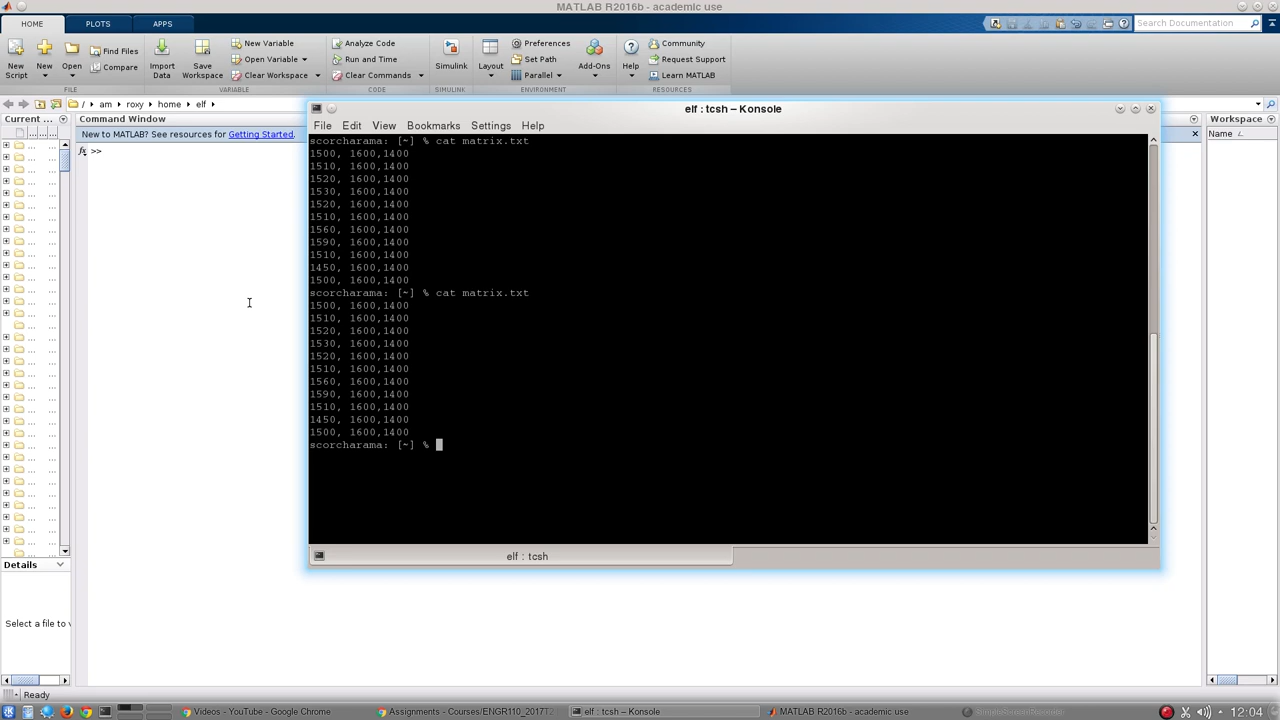 MATLAB R2016b - academic use
HOME PLOTS APPS
Search Documentation
New Script
New
Open
Find Files
Compare
Import Data
Save Workspace
New Variable
Open Variable
Clear Workspace
Analyze Code
Run and Time
Clear Commands
Simulink
Layout
Preferences
Set Path
Parallel
Add-Ons
Help
Community
Request Support
Learn MATLAB
FILE VARIABLE CODE SIMULINK ENVIRONMENT RESOURCES
/ am roxy home elf
Current ...
Command Window
New to MATLAB? See resources for Getting Started.
fx >>
Workspace
Name
elf : tcsh – Konsole
File Edit View Bookmarks Settings Help
scorcharama: [~] % cat matrix.txt
1500, 1600,1400
1510, 1600,1400
1520, 1600,1400
1530, 1600,1400
1520, 1600,1400
1510, 1600,1400
1560, 1600,1400
1590, 1600,1400
1510, 1600,1400
1450, 1600,1400
1500, 1600,1400
scorcharama: [~] % cat matrix.txt
1500, 1600,1400
1510, 1600,1400
1520, 1600,1400
1530, 1600,1400
1520, 1600,1400
1510, 1600,1400
1560, 1600,1400
1590, 1600,1400
1510, 1600,1400
1450, 1600,1400
1500, 1600,1400
scorcharama: [~] %
elf : tcsh
Details
Select a file to v
Ready
Videos - YouTube - Google Chrome
Assignments - Courses/ENGR110_2017T2
elf : tcsh – Konsole
MATLAB R2016b - academic use
SimpleScreenRecorder
12:04